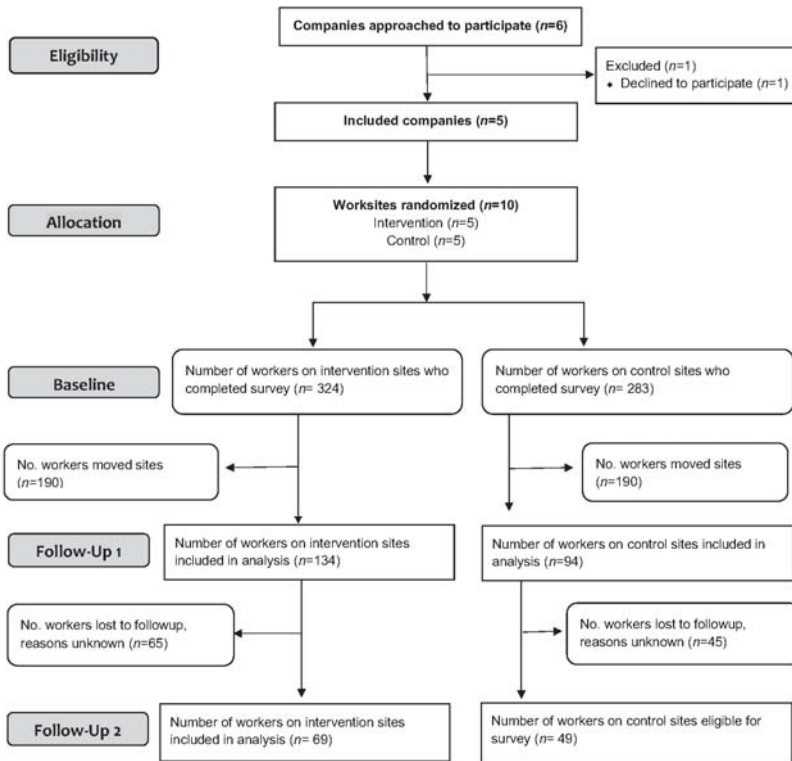 Companies approached to participate (n=6)
Eligibility
Excluded (n=1)
♦ Declined to participate (n=1)
Included companies (n=5)
Allocation
Worksites randomized (n=10)
Intervention (n=5)
Control (n=5)
Baseline
Number of workers on intervention sites who
completed survey (n= 324)
Number of workers on control sites who
completed survey (n= 283)
No. workers moved sites
(n=190)
No. workers moved sites
(n=190)
Follow-Up 1
Number of workers on intervention sites
included in analysis (n=134)
Number of workers on control sites included in
analysis (n=94)
No. workers lost to followup,
reasons unknown (n=65)
No. workers lost to followup,
reasons unknown (n=45)
Follow-Up 2
Number of workers on intervention sites
included in analysis (n= 69)
Number of workers on control sites eligible for
survey (n= 49)